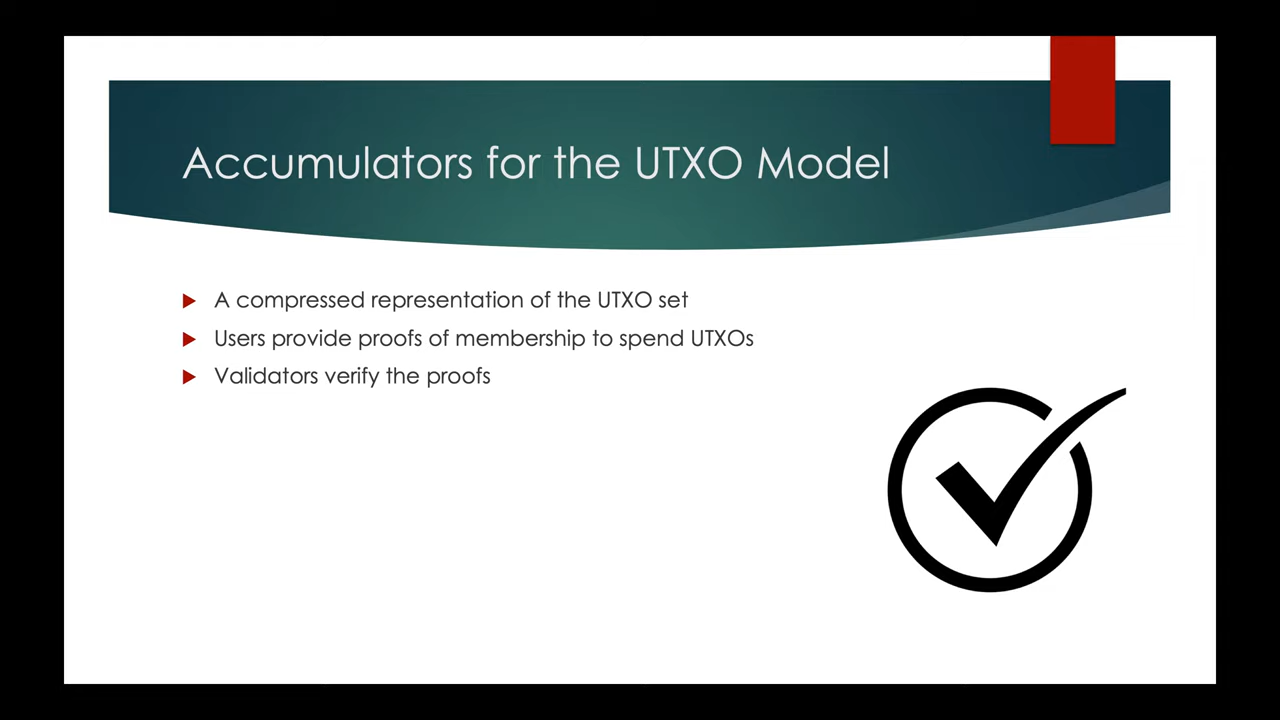 Accumulators for the UTXO Model
A compressed representation of the UTXO set
Users provide proofs of membership to spend UTXOs
Validators verify the proofs